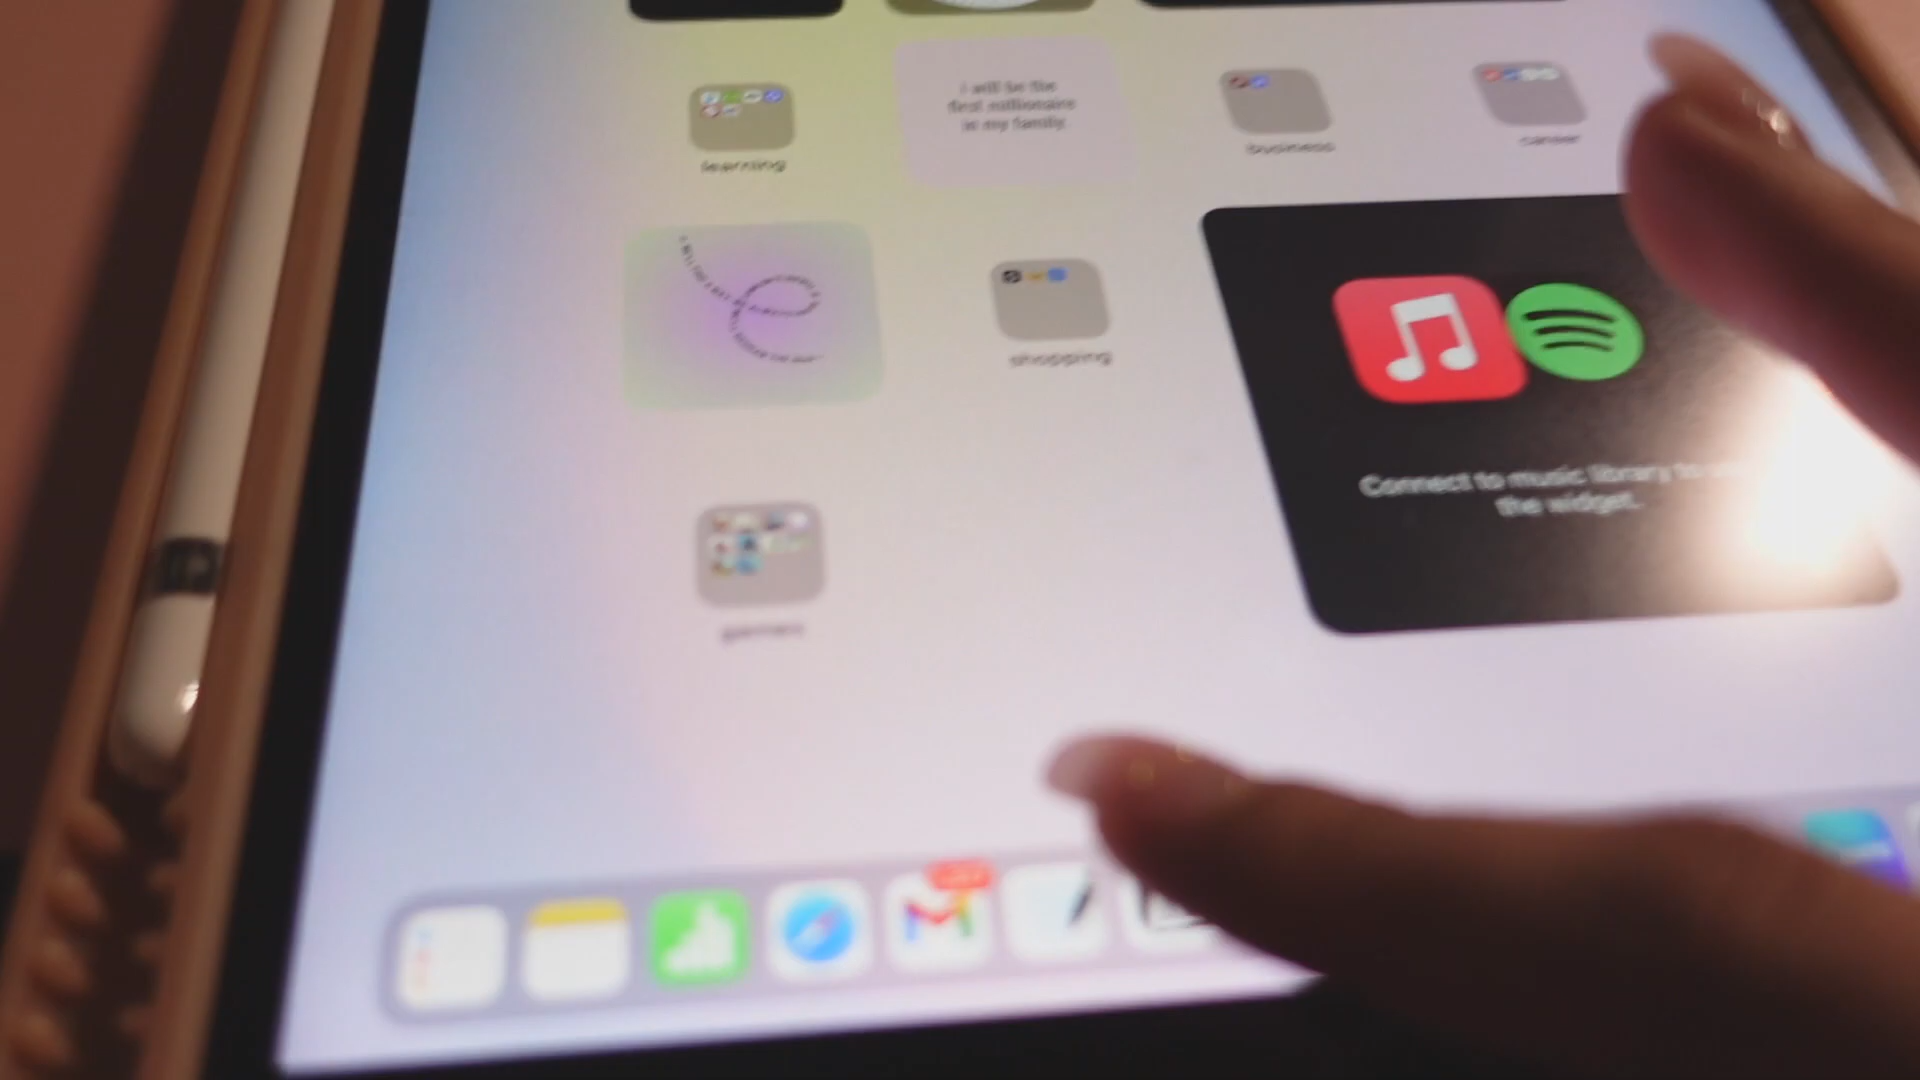 i will be the
first millionaire
in my family.
learning
business
career
shopping
Connect to music library to
the widget.
games